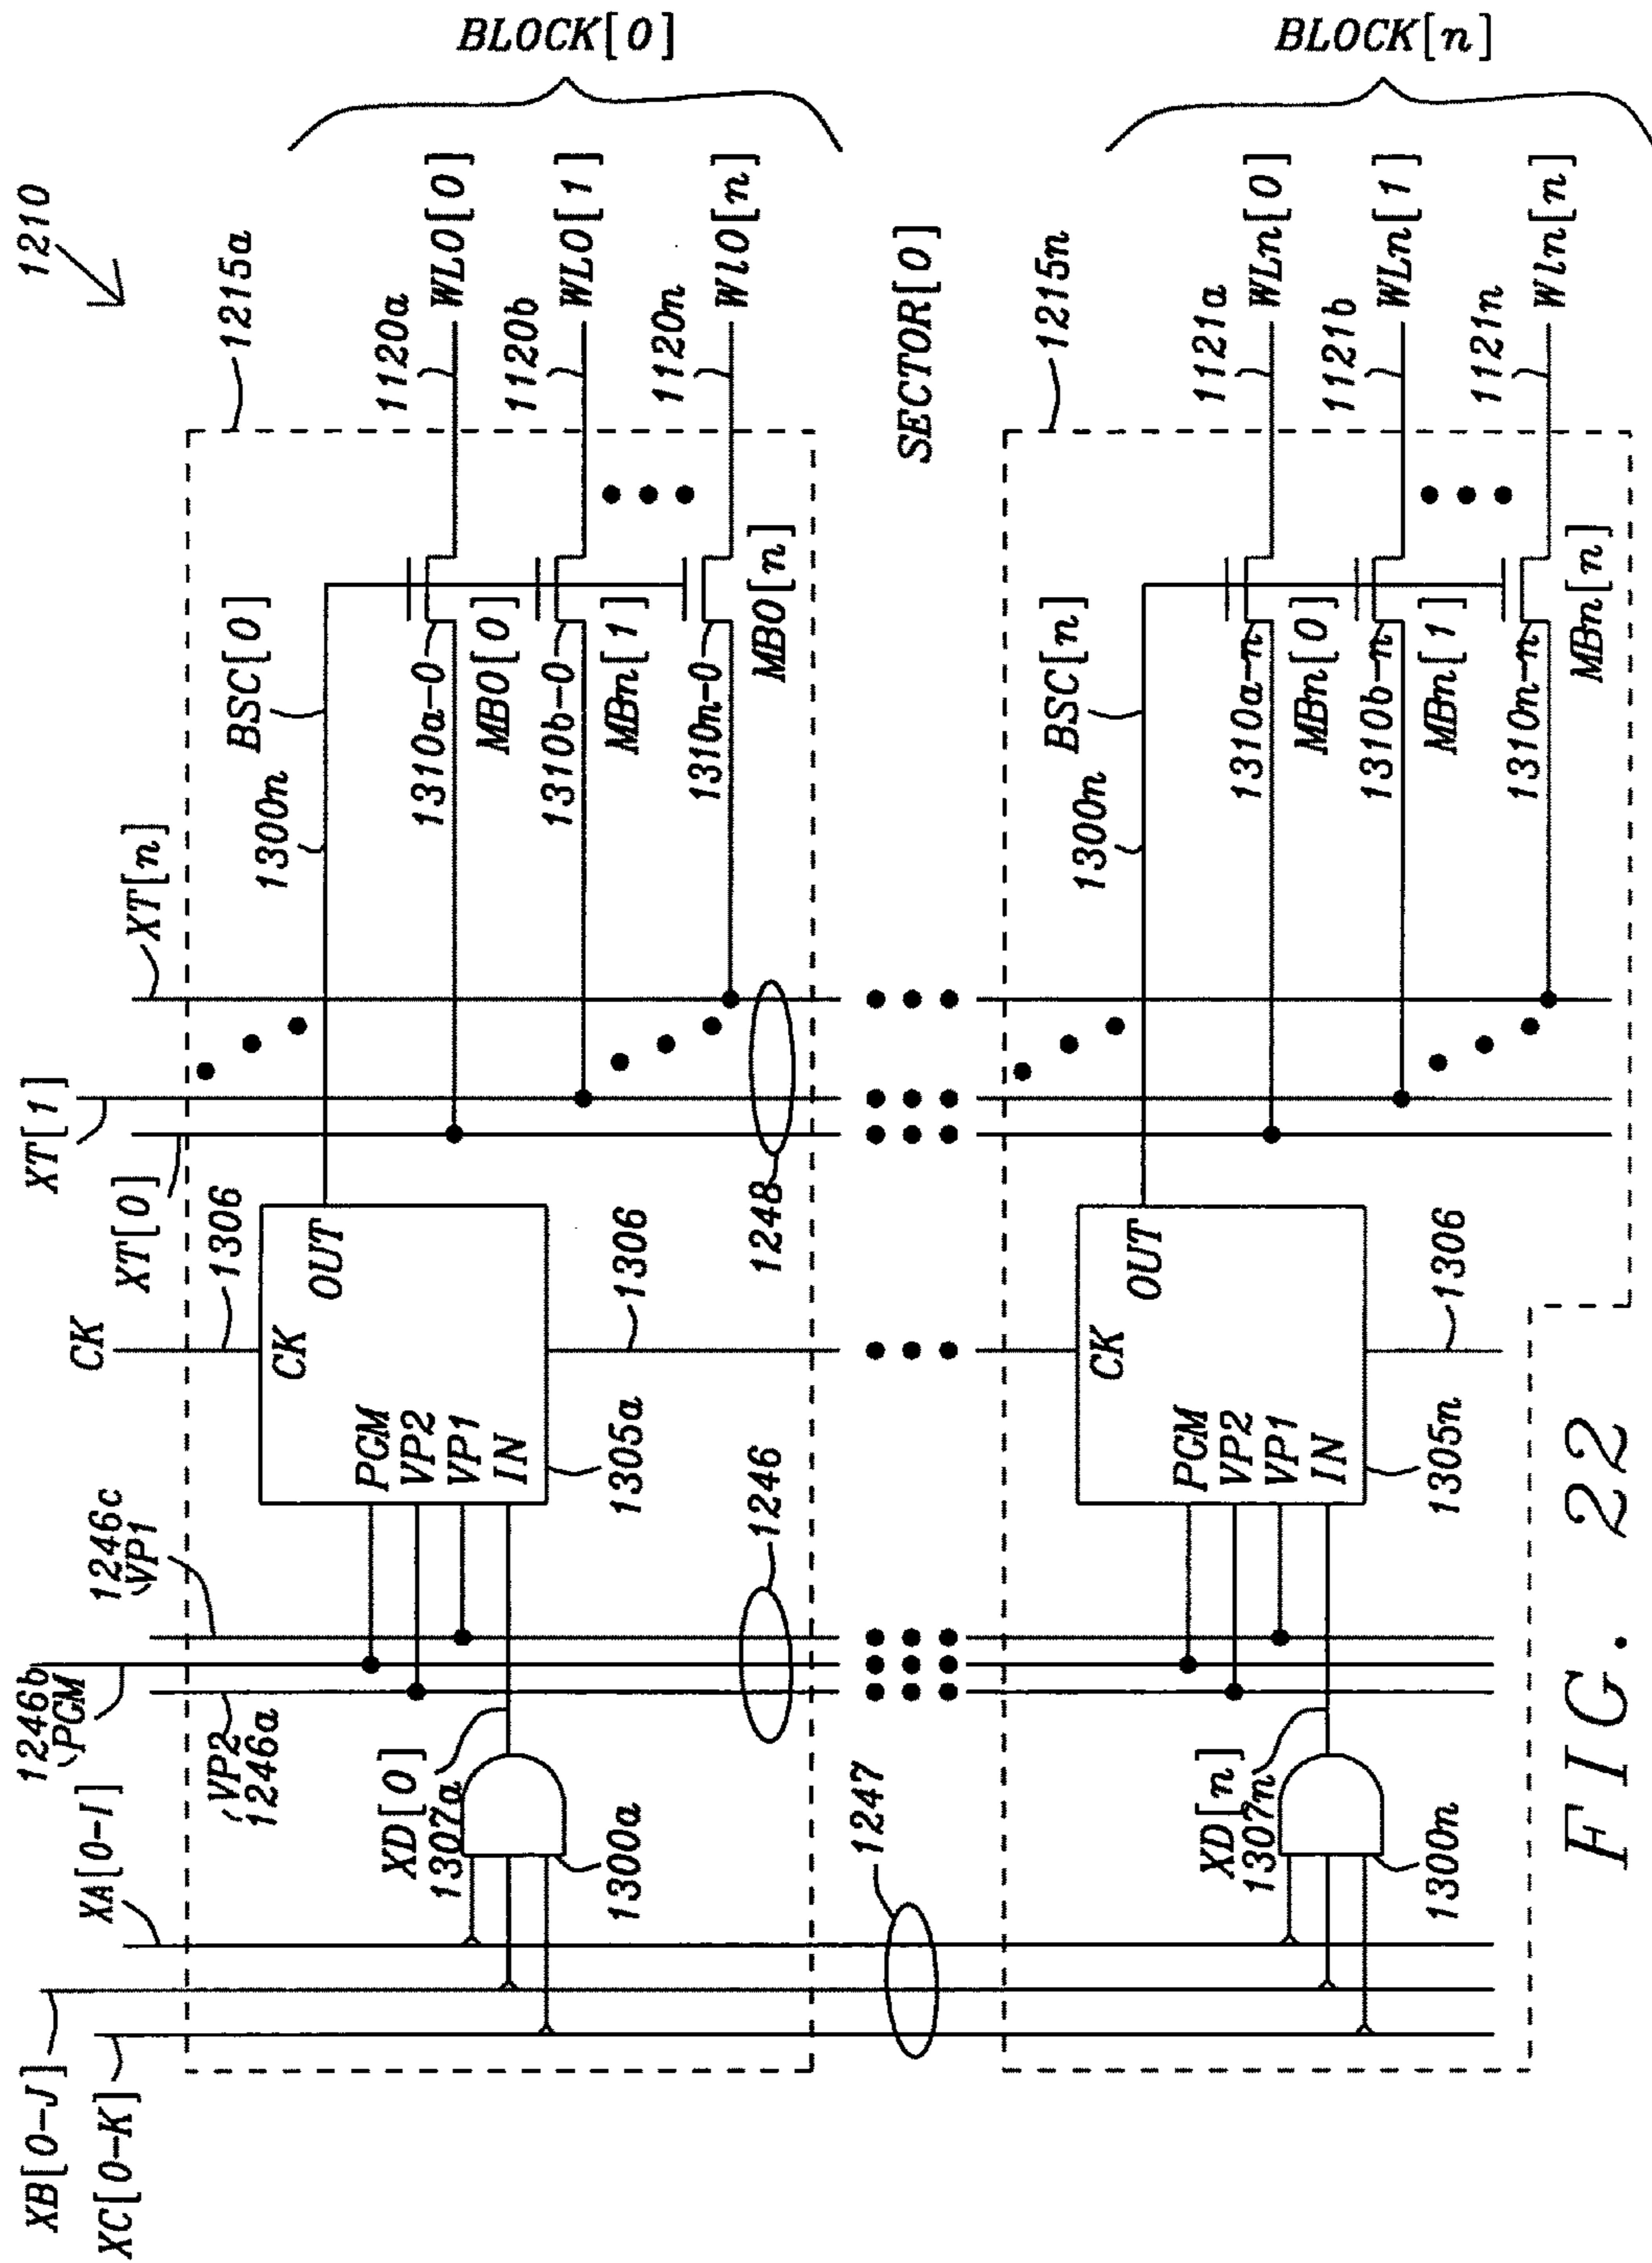 1210
BLOCK[0]
BLOCK[n]
1215a
1120a
WL0[0]
1120b
WL0[1]
1120n
Wl0[n]
SECTOR[0]
1215n
1121a
WLn[0]
1121b
WLn[1]
1121n
Wln[n]
BSC[0]
1300n
1310a-0
MB0[0]
1310b-0
MBn[1]
1310n-0
MB0[n]
BSC[n]
1300n
1310a-n
MBn[0]
1310b-n
MBn[1]
1310n-n
MBn[n]
XT[n]
XT[1]
XT[0]
1248
1306
CK
CK
OUT
PGM
VP2
VP1
IN
1306
1305a
CK
OUT
PGM
VP2
VP1
IN
1306
1305n
1246c
VP1
1246b
PGM
VP2
1246a
1246
XA[0-I]
XB[0-J]
XC[0-K]
XD[0]
1307a
1300a
1247
XD[n]
1307n
1300n
FIG. 22